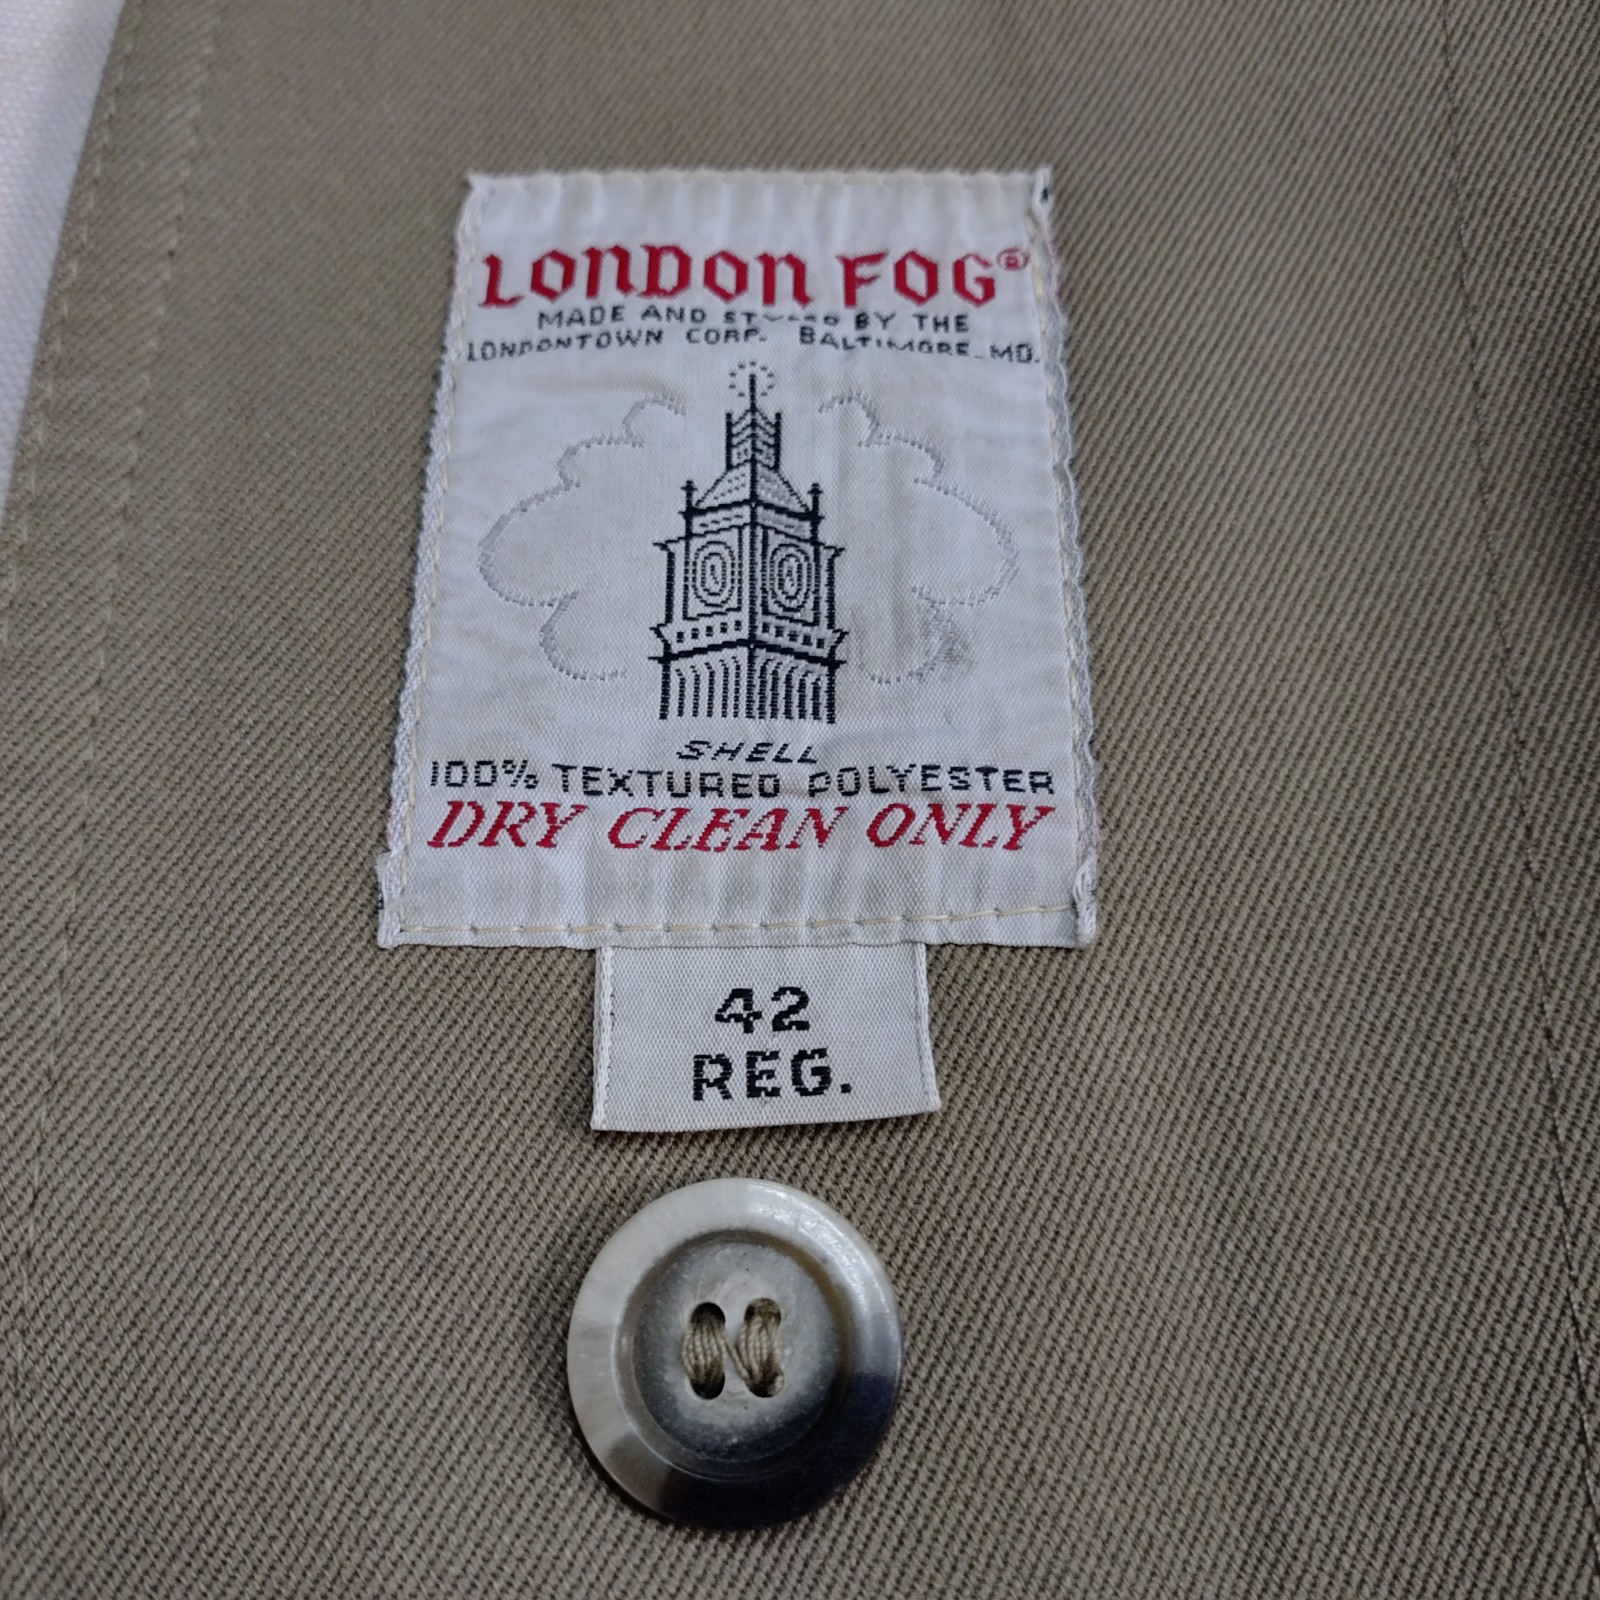 LONDON FOG®
MADE AND STYLED BY THE
LONDONTOWN CORP. BALTIMORE. MD.
SHELL
100% TEXTURED POLYESTER
DRY CLEAN ONLY
42
REG.